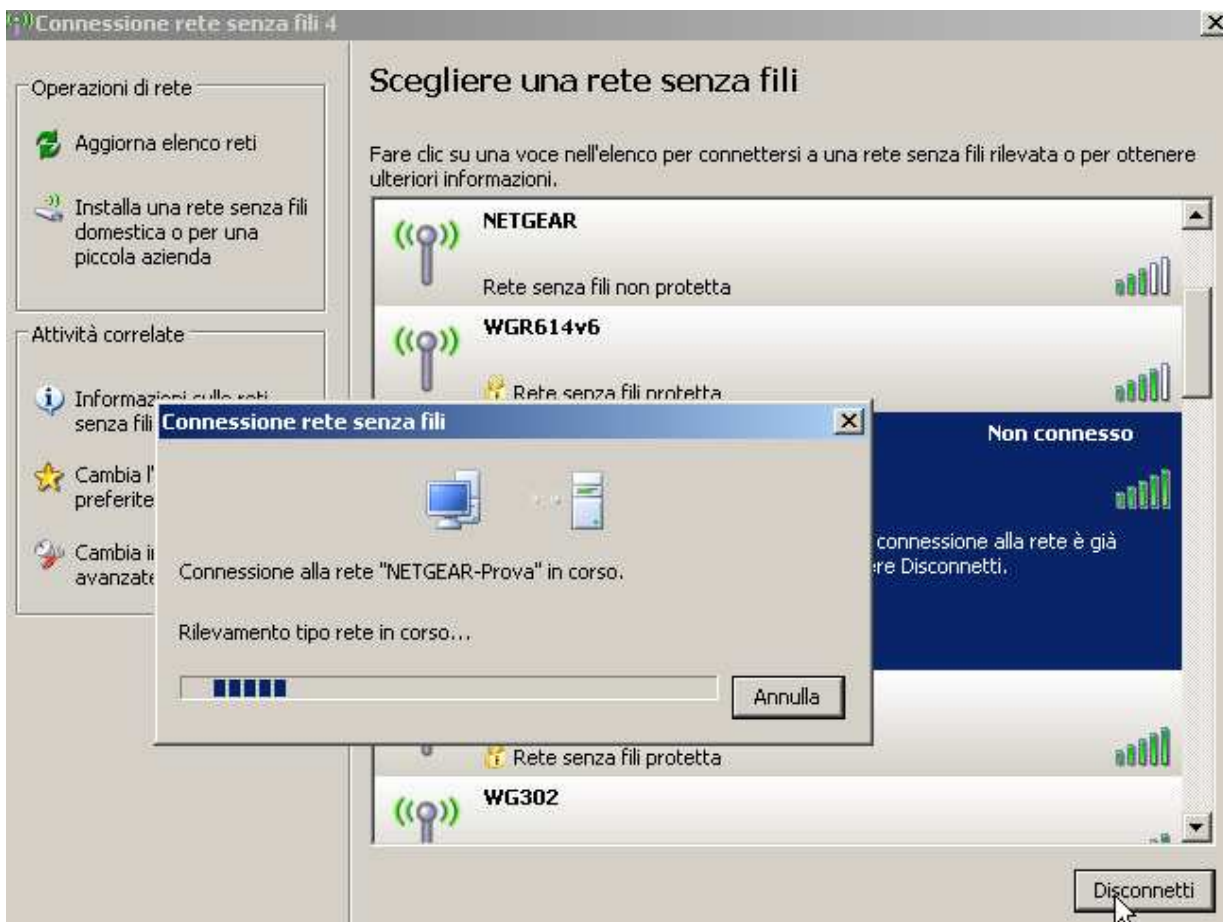 Connessione rete senza fili 4
Operazioni di rete
Aggiorna elenco reti
Installa una rete senza fili
domestica o per una
piccola azienda
Attività correlate
Informazioni sulle reti
senza fili
Cambia l'
preferite
Cambia
avanzate
Scegliere una rete senza fili
Fare clic su una voce nell'elenco per connettersi a una rete senza fili rilevata o per ottenere
ulteriori informazioni.
NETGEAR
Rete senza fili non protetta
WGR614v6
Rete senza fili protetta
Non connesso
connessione alla rete è già
Disconnetti.
Rete senza fili protetta
WG302
Connessione rete senza fili
Connessione alla rete "NETGEAR-Prova" in corso.
Rilevamento tipo rete in corso...
Annulla
Disconnetti